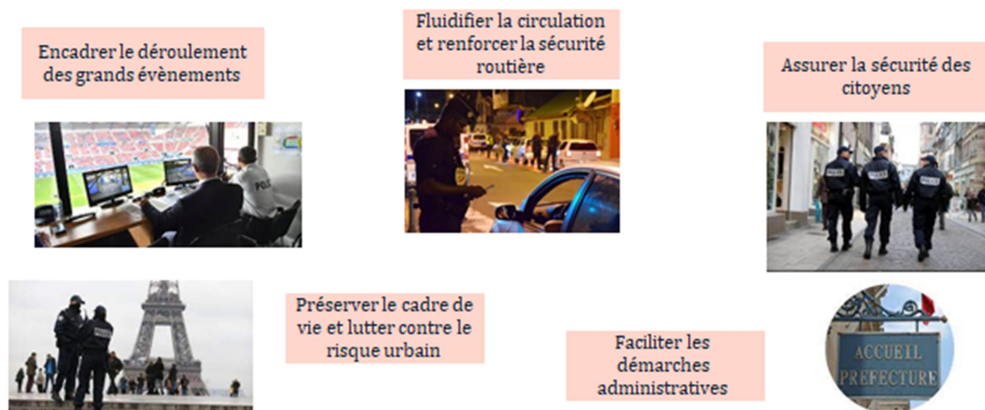 Encadrer le déroulement
des grands évènements
Fluidifier la circulation
et renforcer la sécurité
routière
Assurer la sécurité des
citoyens
POLICE
POLICE
POLICE
Préserver le cadre de
vie et lutter contre le
risque urbain
Faciliter les
démarches
administratives
ACCUEIL
PREFECTURE